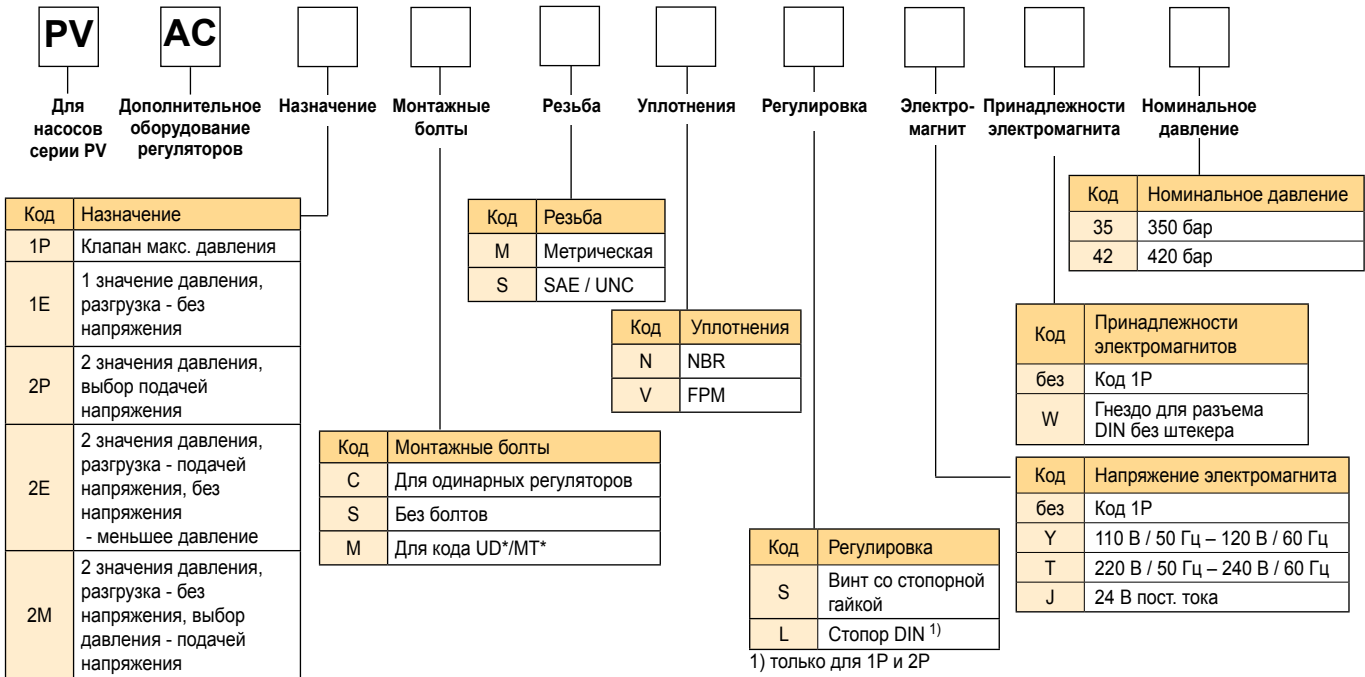 PV
AC
Для
насосов
серии PV
Дополнительное
оборудование
регуляторов
Назначение
Монтажные
болты
Резьба
Уплотнения
Регулировка
Электро-
магнит
Принадлежности
электромагнита
Номинальное
давление
Код Назначение
1P Клапан макс. давления
1E 1 значение давления,
разгрузка - без
напряжения
2P 2 значения давления,
выбор подачей
напряжения
2E 2 значения давления,
разгрузка - подачей
напряжения, без
напряжения
- меньшее давление
2M 2 значения давления,
разгрузка - без
напряжения, выбор
давления - подачей
напряжения
Код Монтажные болты
C Для одинарных регуляторов
S Без болтов
M Для кода UD*/MT*
Код Резьба
M Метрическая
S SAE / UNC
Код Уплотнения
N NBR
V FPM
Код Регулировка
S Винт со стопорной
гайкой
L Стопор DIN 1)
1) только для 1P и 2P
Код Номинальное давление
35 350 бар
42 420 бар
Код Принадлежности
электромагнитов
без Код 1P
W Гнездо для разъема
DIN без штекера
Код Напряжение электромагнита
без Код 1P
Y 110 В / 50 Гц – 120 В / 60 Гц
T 220 В / 50 Гц – 240 В / 60 Гц
J 24 В пост. тока